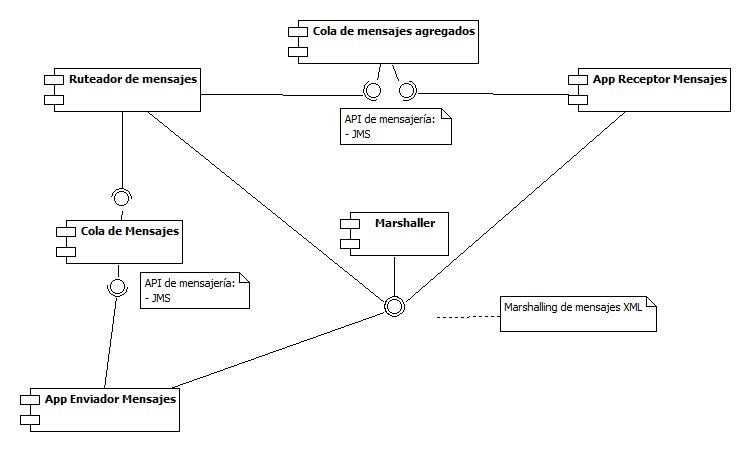 Cola de mensajes agregados
Ruteador de mensajes
App Receptor Mensajes
API de mensajería:
- JMS
Cola de Mensajes
Marshaller
API de mensajería:
- JMS
Marshalling de mensajes XML
App Enviador Mensajes